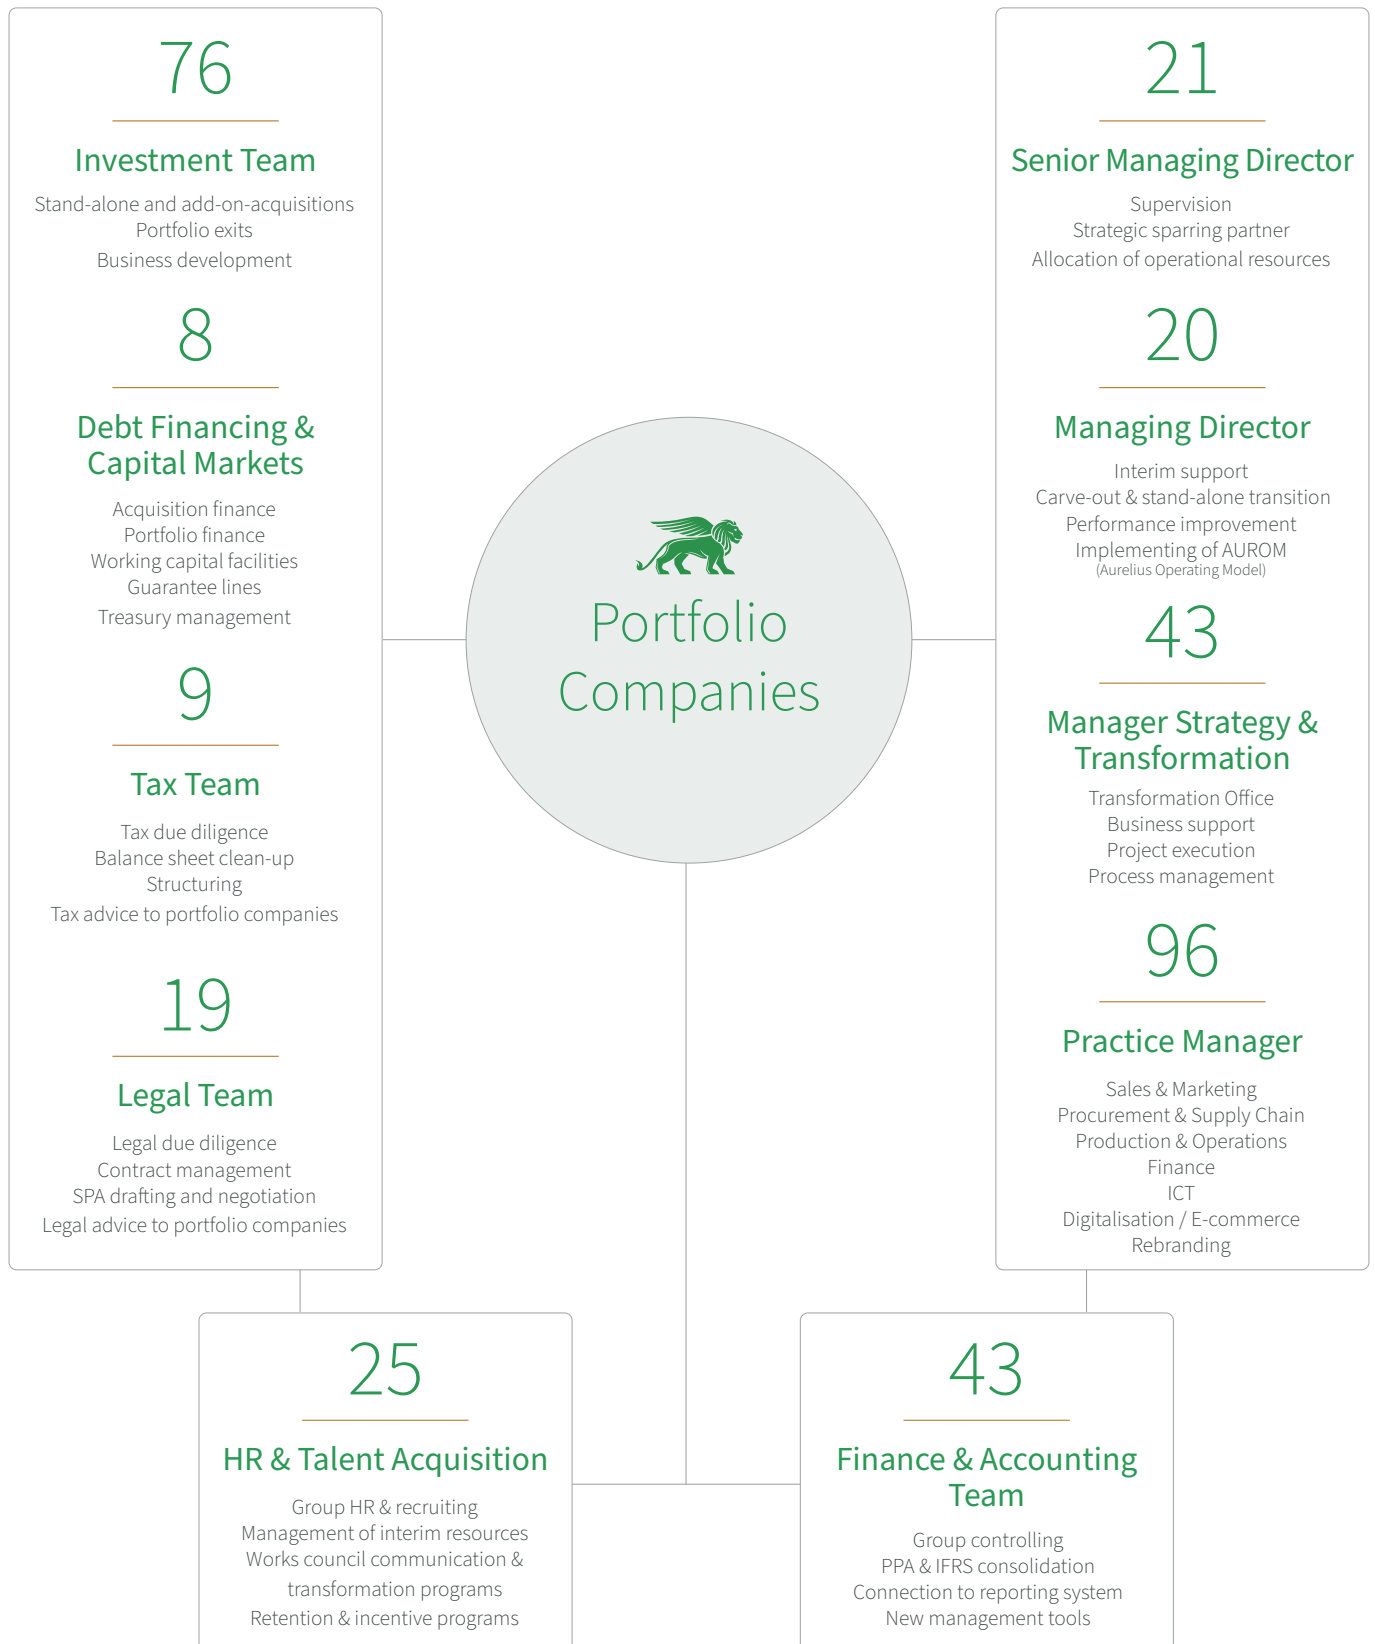 76
Investment Team
Stand-alone and add-on-acquisitions
Portfolio exits
Business development
8
Debt Financing &
Capital Markets
Acquisition finance
Portfolio finance
Working capital facilities
Guarantee lines
Treasury management
9
Tax Team
Tax due diligence
Balance sheet clean-up
Structuring
Tax advice to portfolio companies
19
Legal Team
Legal due diligence
Contract management
SPA drafting and negotiation
Legal advice to portfolio companies
Portfolio
Companies
21
Senior Managing Director
Supervision
Strategic sparring partner
Allocation of operational resources
20
Managing Director
Interim support
Carve-out & stand-alone transition
Performance improvement
Implementing of AUROM
(Aurelius Operating Model)
43
Manager Strategy &
Transformation
Transformation Office
Business support
Project execution
Process management
96
Practice Manager
Sales & Marketing
Procurement & Supply Chain
Production & Operations
Finance
ICT
Digitalisation / E-commerce
Rebranding
25
HR & Talent Acquisition
Group HR & recruiting
Management of interim resources
Works council communication &
transformation programs
Retention & incentive programs
43
Finance & Accounting
Team
Group controlling
PPA & IFRS consolidation
Connection to reporting system
New management tools